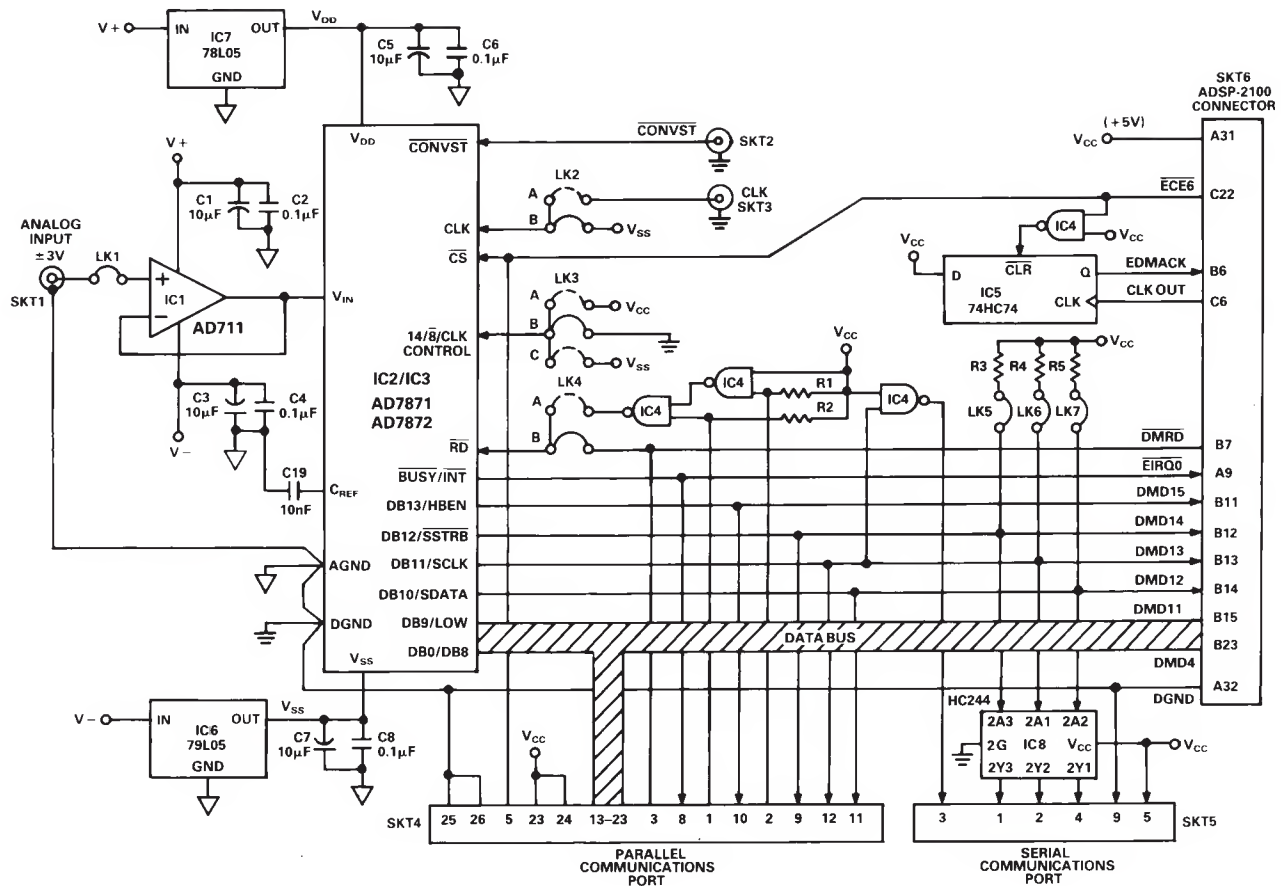 V+
IN
OUT
IC7
78L05
GND
VDD
C5
10μF
C6
0.1μF
SKT6
ADSP-2100
CONNECTOR
VDD
CONVST
CONVST
SKT2
(+5V)
VCC
A31
V+
C1
10μF
C2
0.1μF
LK2
A
B
CLK
SKT3
VSS
CLK
ECE6
C22
IC4
VCC
ANALOG
INPUT
±3V
SKT1
LK1
+
−
IC1
AD711
VIN
CS
VCC
D
CLR
Q
IC5
74HC74
CLK
EDMACK
B6
CLK OUT
C6
LK3
A
VCC
B
C
VSS
14/8/CLK
CONTROL
IC2/IC3
AD7871
AD7872
C3
10μF
C4
0.1μF
V−
LK4
A
B
IC4
IC4
VCC
R1
R2
IC4
R3
R4
R5
VCC
LK5
LK6
LK7
RD
DMRD
B7
C19
10nF
CREF
BUSY/INT
EIRQ0
A9
DB13/HBEN
DMD15
B11
DB12/SSTRB
DMD14
B12
AGND
DB11/SCLK
DMD13
B13
DB10/SDATA
DMD12
B14
DGND
DB9/LOW
DMD11
B15
DATA BUS
DB0/DB8
B23
DMD4
VSS
A32
DGND
V−
IN
OUT
IC6
79L05
GND
VSS
C7
10μF
C8
0.1μF
VCC
HC244
2A3
2A1
2A2
2G
IC8
VCC
VCC
2Y3
2Y2
2Y1
SKT4
25
26
5
23
24
13–23
3
8
1
10
2
9
12
11
3
1
2
4
9
5
SKT5
PARALLEL
COMMUNICATIONS
PORT
SERIAL
COMMUNICATIONS
PORT